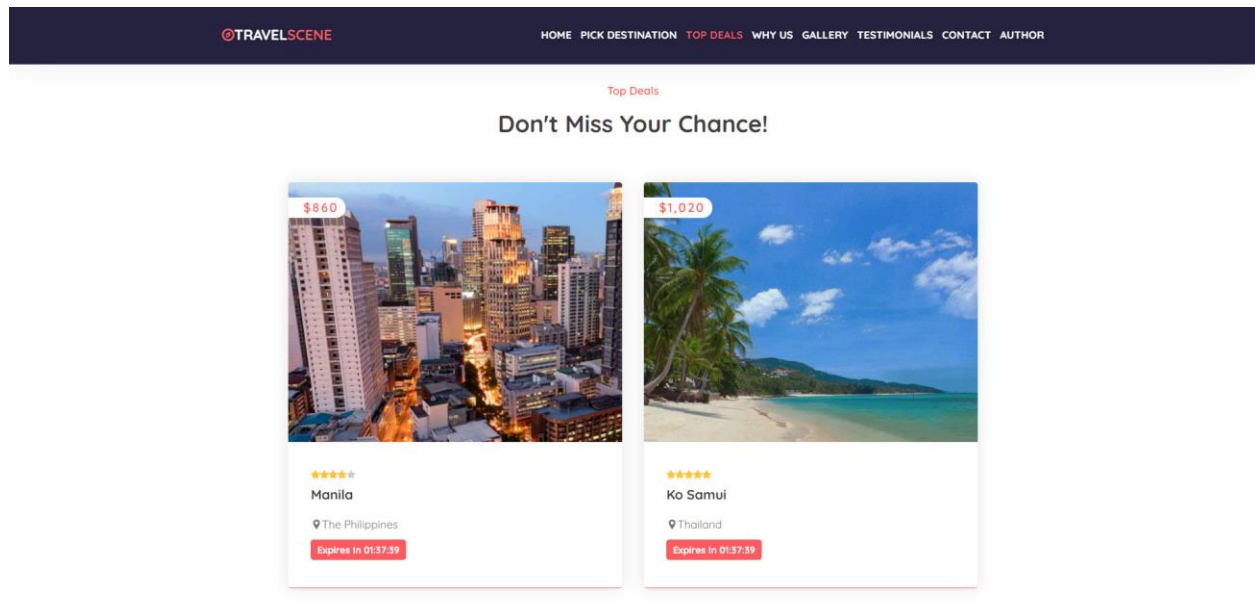 TRAVELSCENE
HOME PICK DESTINATION TOP DEALS WHY US GALLERY TESTIMONIALS CONTACT AUTHOR
Top Deals
Don't Miss Your Chance!
$860
$1,020
Manila
The Philippines
Expires In 01:37:39
Ko Samui
Thailand
Expires In 01:37:39